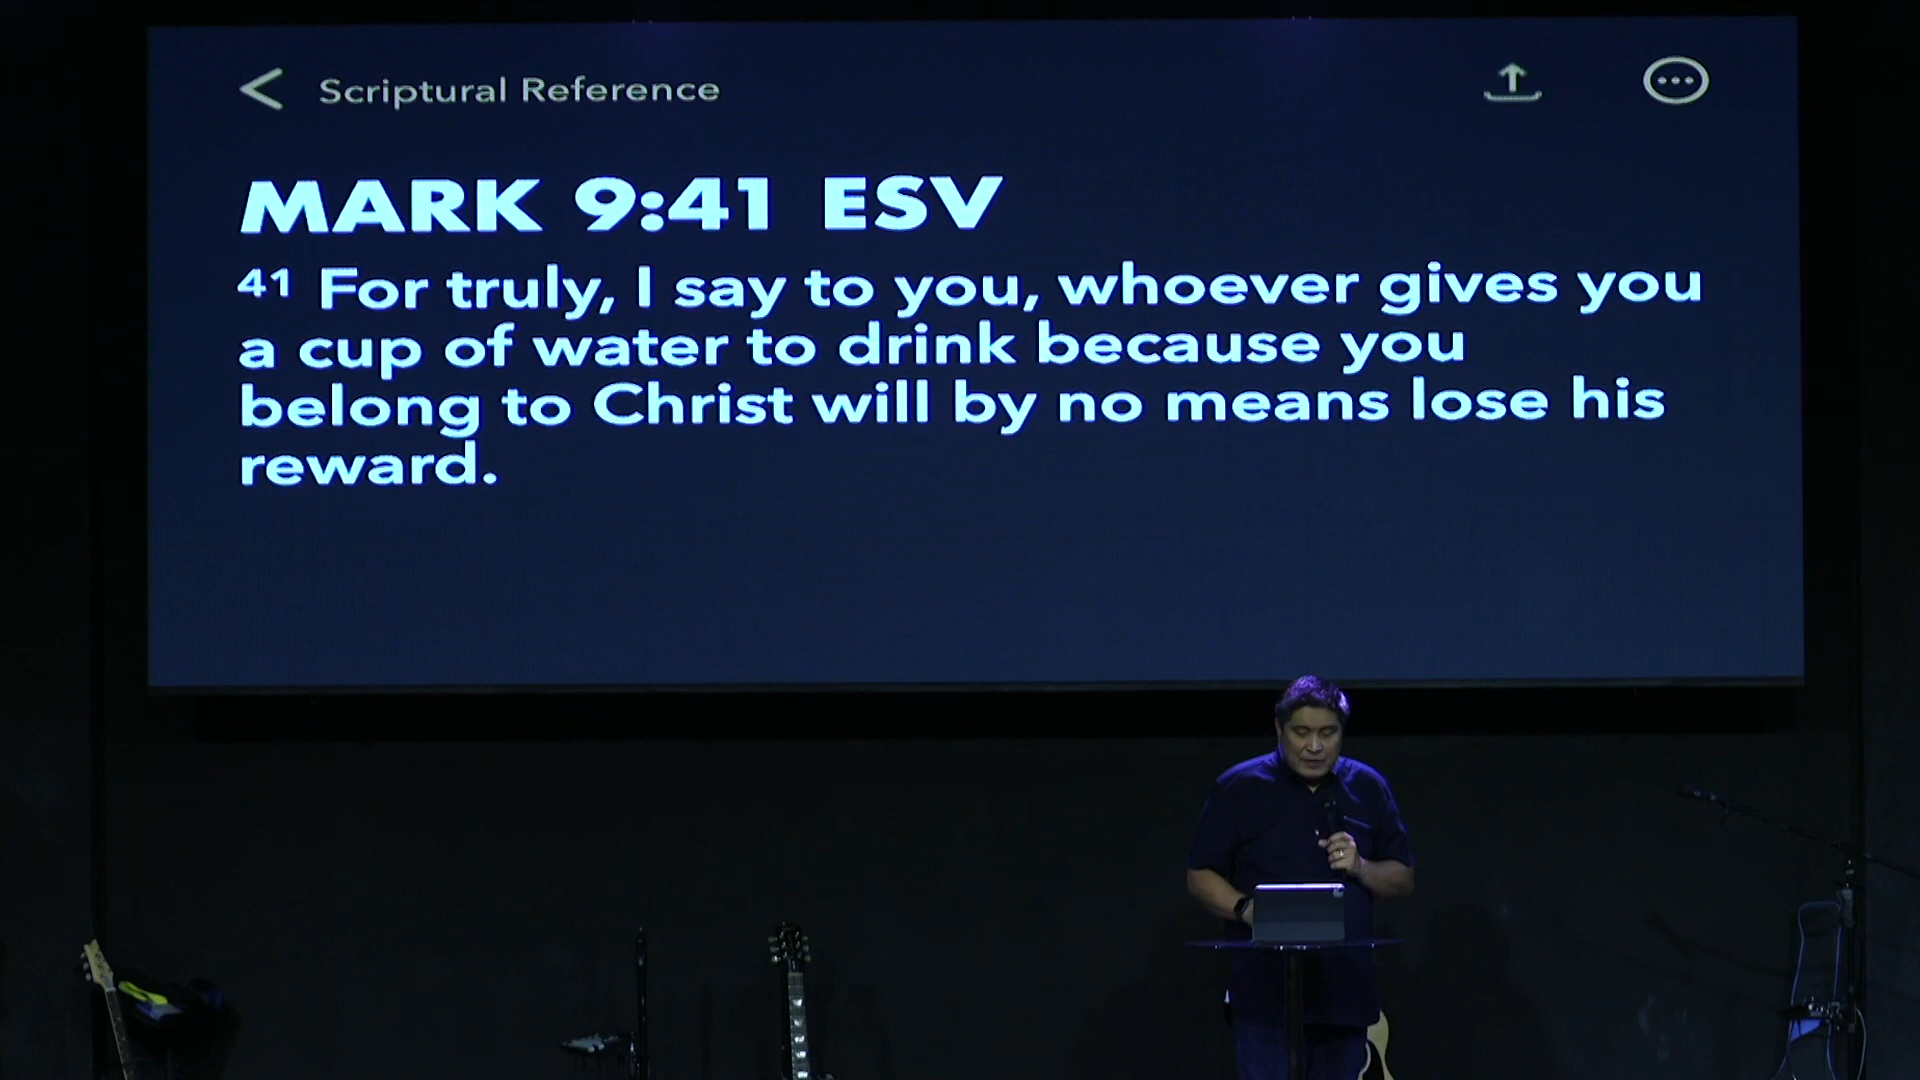 Scriptural Reference
MARK 9:41 ESV
41 For truly, I say to you, whoever gives you
a cup of water to drink because you
belong to Christ will by no means lose his
reward.